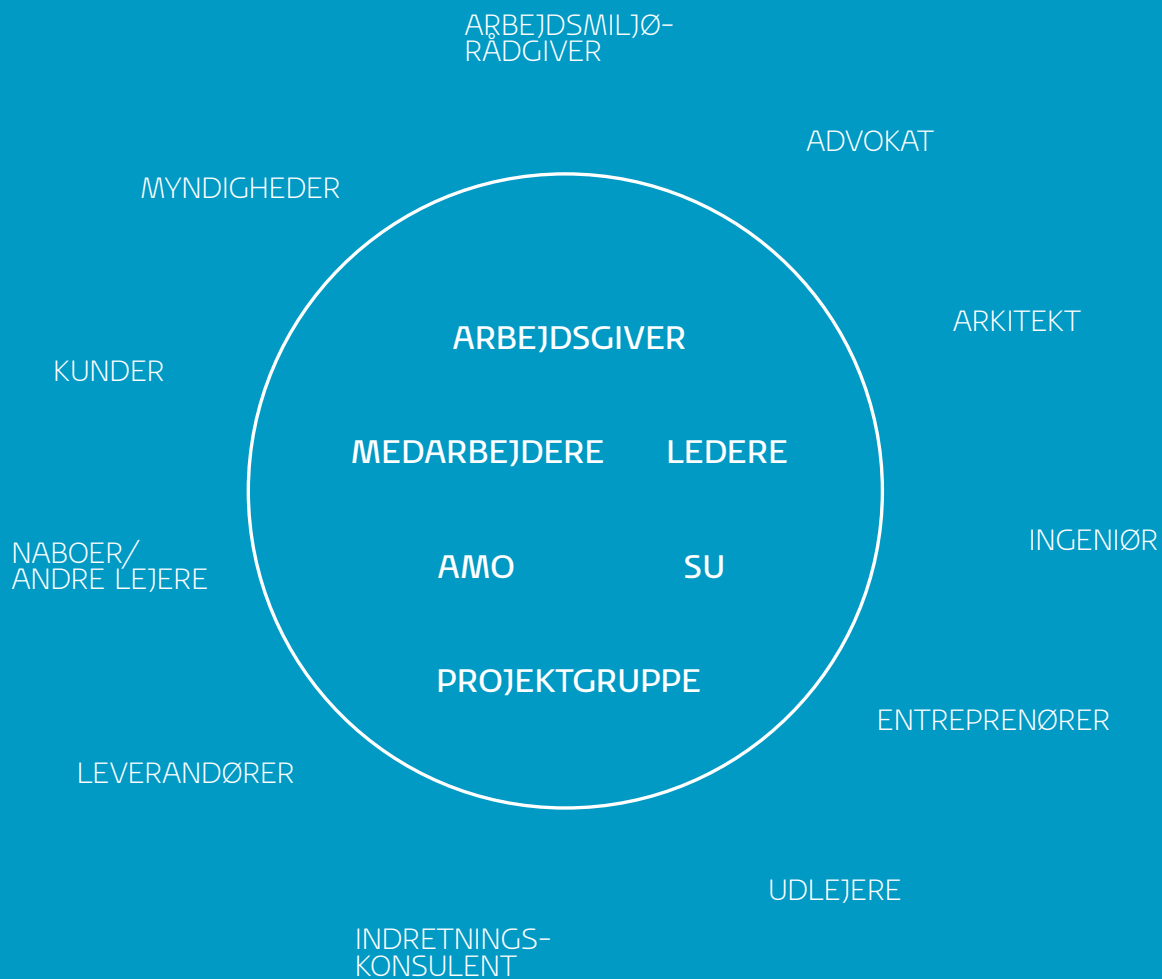 ARBEJDSMILJØ-
RÅDGIVER
ADVOKAT
MYNDIGHEDER
ARKITEKT
ARBEJDSGIVER
KUNDER
MEDARBEJDERE LEDERE
INGENIØR
NABOER/
ANDRE LEJERE
AMO SU
PROJEKTGRUPPE
ENTREPRENØRER
LEVERANDØRER
UDLEJERE
INDRETNINGS-
KONSULENT